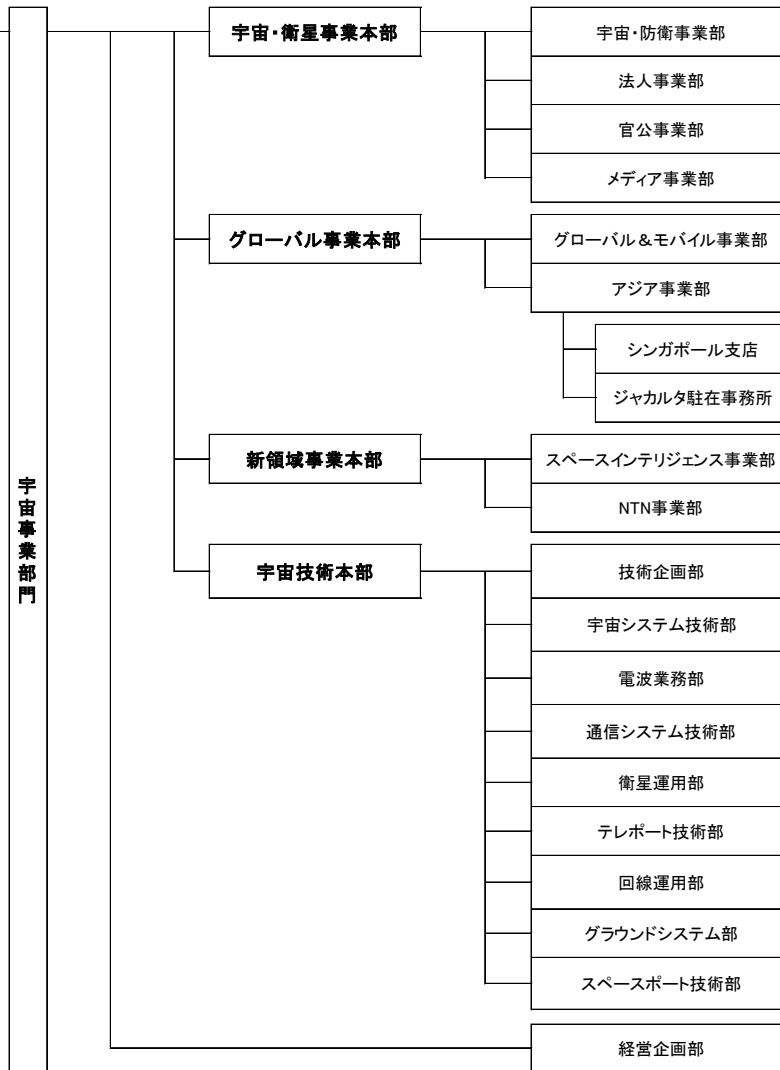 宇宙事業部門
宇宙・衛星事業本部
宇宙・防衛事業部
法人事業部
官公事業部
メディア事業部
グローバル事業本部
グローバル＆モバイル事業部
アジア事業部
シンガポール支店
ジャカルタ駐在事務所
新領域事業本部
スペースインテリジェンス事業部
NTN事業部
宇宙技術本部
技術企画部
宇宙システム技術部
電波業務部
通信システム技術部
衛星運用部
テレポート技術部
回線運用部
グラウンドシステム部
スペースポート技術部
経営企画部